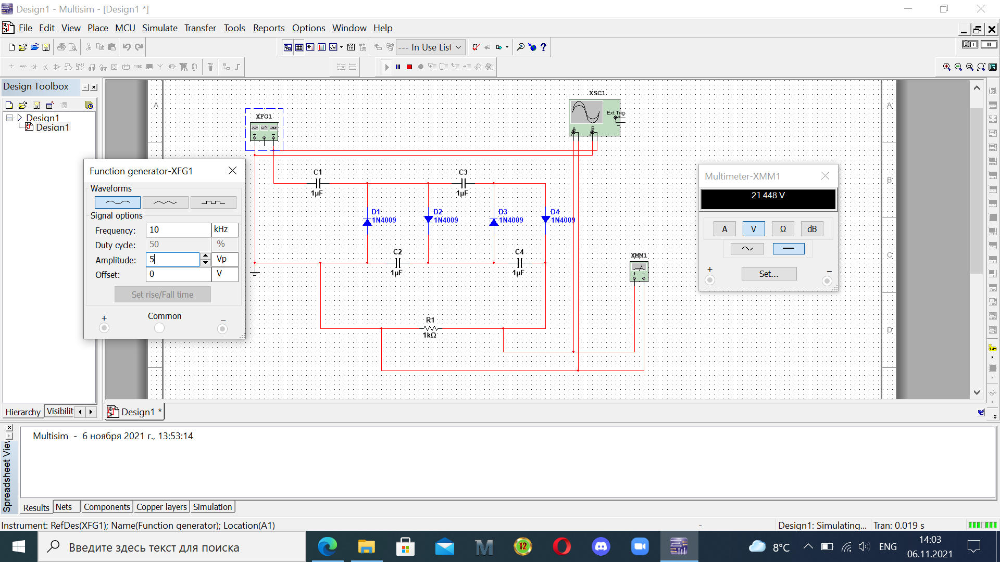 Design1 - Multisim - [Design1 *]
File Edit View Place MCU Simulate Transfer Tools Reports Options Window Help
--- In Use List
Design Toolbox
Design1
Design1
Hierarchy Visibilit
A
A
B
C
D
A
B
C
D
XFG1
XSC1
Ext Trig
A
B
C1
1µF
C3
1µF
D1
1N4009
D2
1N4009
D3
1N4009
D4
1N4009
C2
1µF
C4
1µF
R1
1kΩ
XMM1
Function generator-XFG1
Waveforms
Signal options
Frequency: 10 kHz
Duty cycle: 50 %
Amplitude: 5 Vp
Offset: 0 V
Set rise/Fall time
+ Common −
Multimeter-XMM1
21.448 V
A V Ω dB
Set...
+ −
Design1 *
Spreadsheet View
Multisim - 6 ноября 2021 г., 13:53:14
Results Nets Components Copper layers Simulation
Instrument: RefDes(XFG1); Name(Function generator); Location(A1)
-
Design1: Simulating... Tran: 0.019 s
Введите здесь текст для поиска
12
8°C
ENG
14:03
06.11.2021